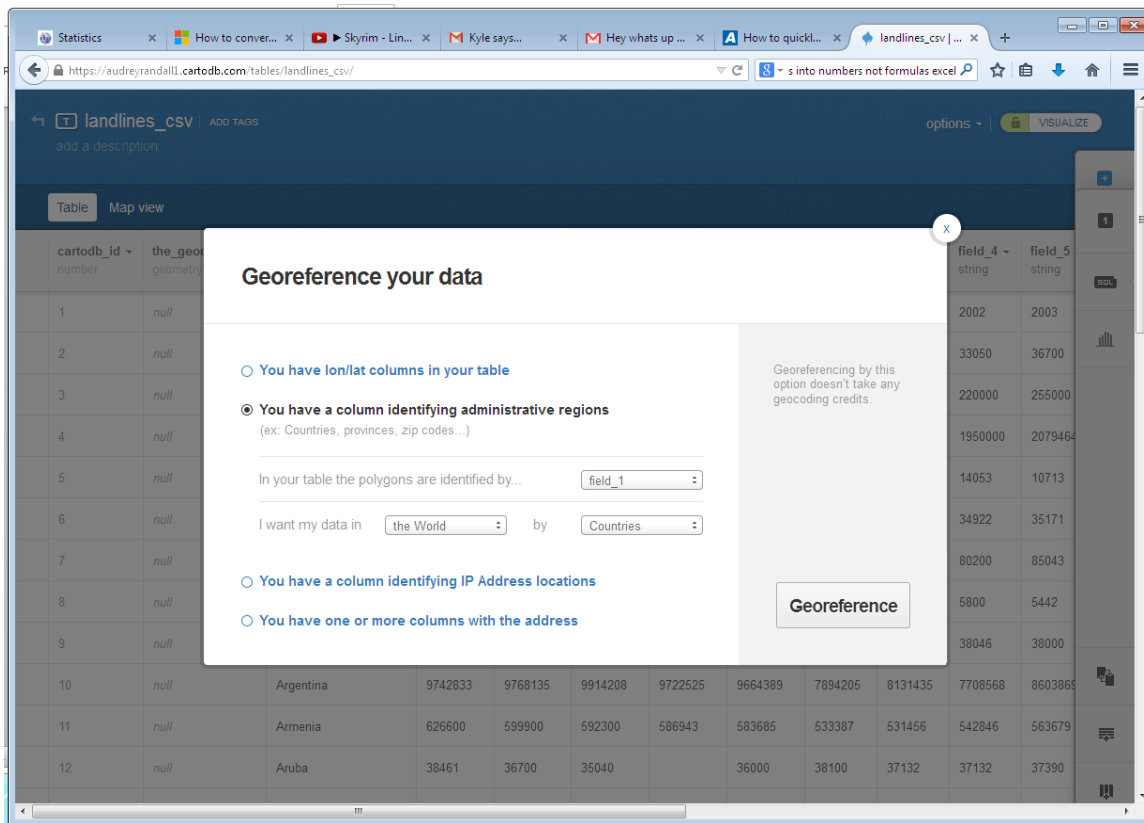 Statistics × How to conver... × ▶ Skyrim - Lin... × Kyle says... × Hey whats up ... × How to quickl... × landlines_csv | ... × +
https://audreyrandall1.cartodb.com/tables/landlines_csv/ s into numbers not formulas excel
landlines_csv ADD TAGS options VISUALIZE
add a description...
Table Map view
cartodb_id the_geor field_4 field_5
number geometry string string
1 null 2002 2003
2 null 33050 36700
3 null 220000 255000
4 null 1950000 2079464
5 null 14053 10713
6 null 34922 35171
7 null 80200 85043
8 null 5800 5442
9 null 38046 38000
10 null Argentina 9742833 9768135 9914208 9722525 9664389 7894205 8131435 7708568 8603869
11 null Armenia 626600 599900 592300 586943 583685 533387 531456 542846 563679
12 null Aruba 38461 36700 35040 36000 38100 37132 37132 37390
x
Georeference your data
You have lon/lat columns in your table
You have a column identifying administrative regions
(ex: Countries, provinces, zip codes...)
In your table the polygons are identified by... field_1
I want my data in the World by Countries
You have a column identifying IP Address locations
You have one or more columns with the address
Georeferencing by this
option doesn't take any
geocoding credits.
Georeference
1
SQL